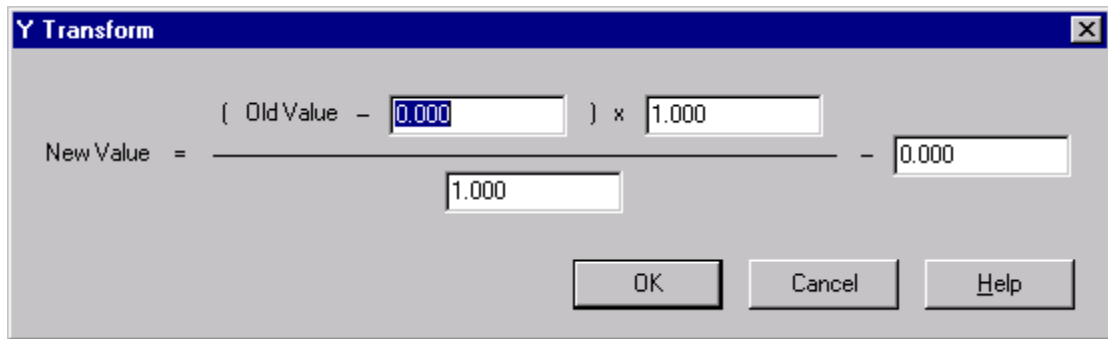 Y Transform
( Old Value – 0.000 ) x 1.000
New Value = – 0.000
1.000
OK Cancel Help